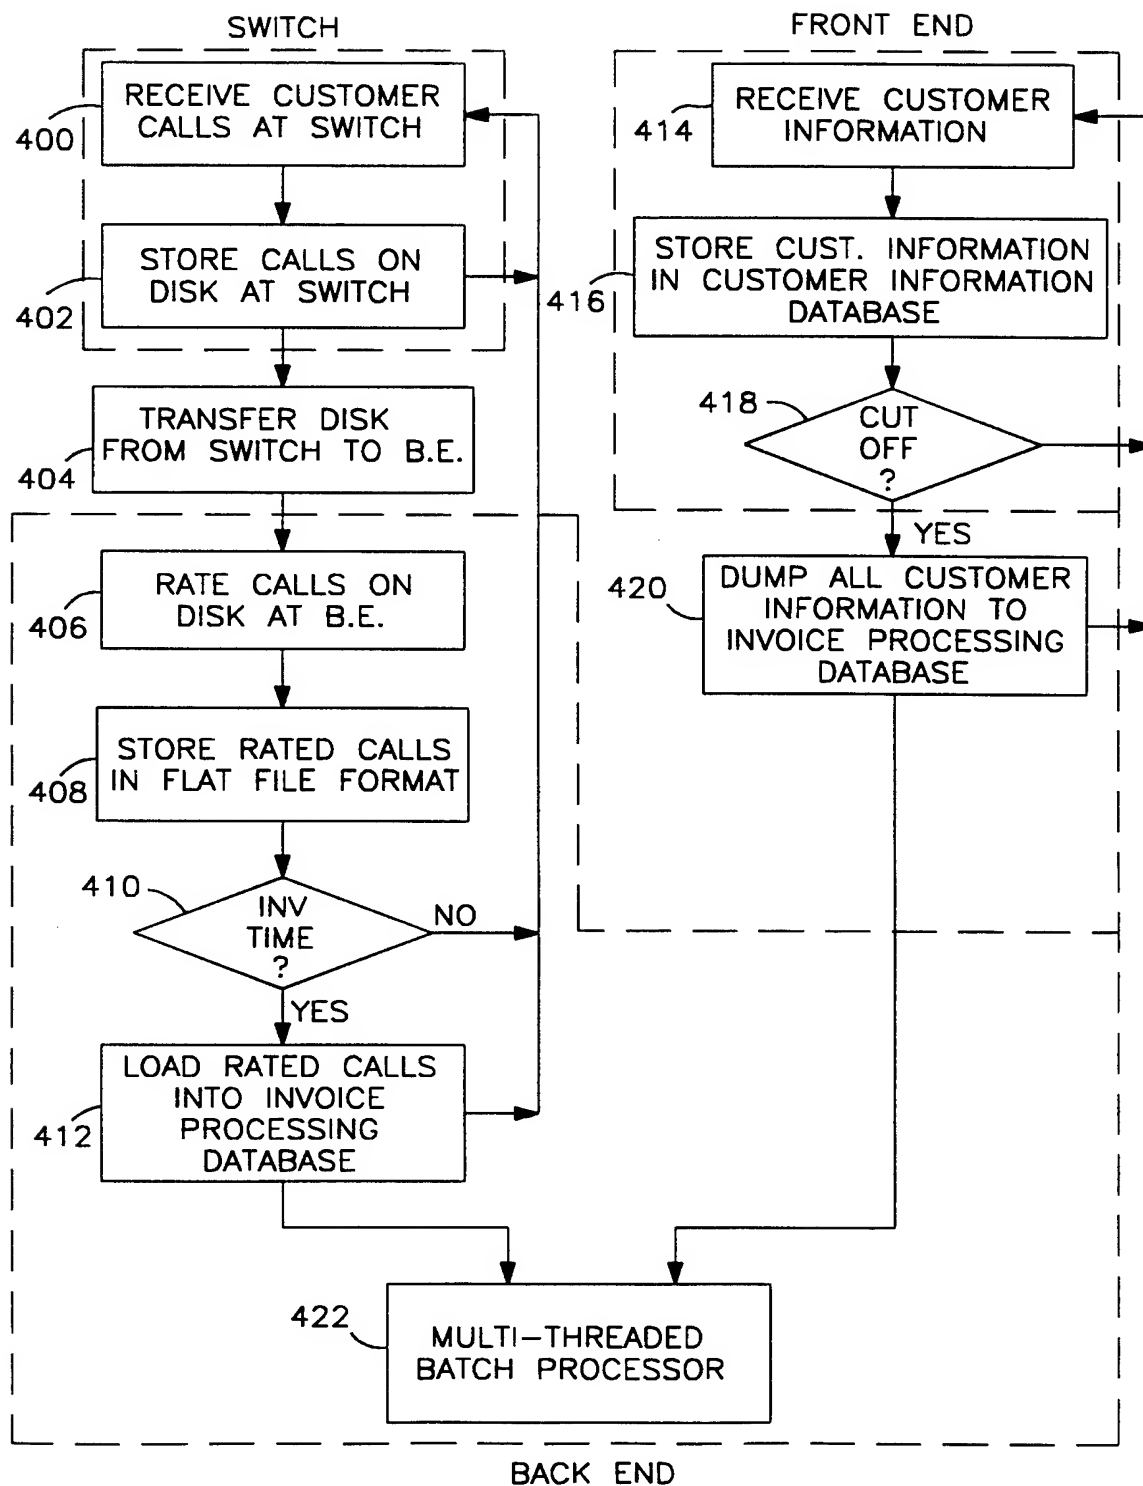 SWITCH
400
RECEIVE CUSTOMER
CALLS AT SWITCH
402
STORE CALLS ON
DISK AT SWITCH
404
TRANSFER DISK
FROM SWITCH TO B.E.
406
RATE CALLS ON
DISK AT B.E.
408
STORE RATED CALLS
IN FLAT FILE FORMAT
410
INV
TIME
?
NO
YES
412
LOAD RATED CALLS
INTO INVOICE
PROCESSING
DATABASE
FRONT END
414
RECEIVE CUSTOMER
INFORMATION
416
STORE CUST. INFORMATION
IN CUSTOMER INFORMATION
DATABASE
418
CUT
OFF
?
YES
420
DUMP ALL CUSTOMER
INFORMATION TO
INVOICE PROCESSING
DATABASE
422
MULTI-THREADED
BATCH PROCESSOR
BACK END